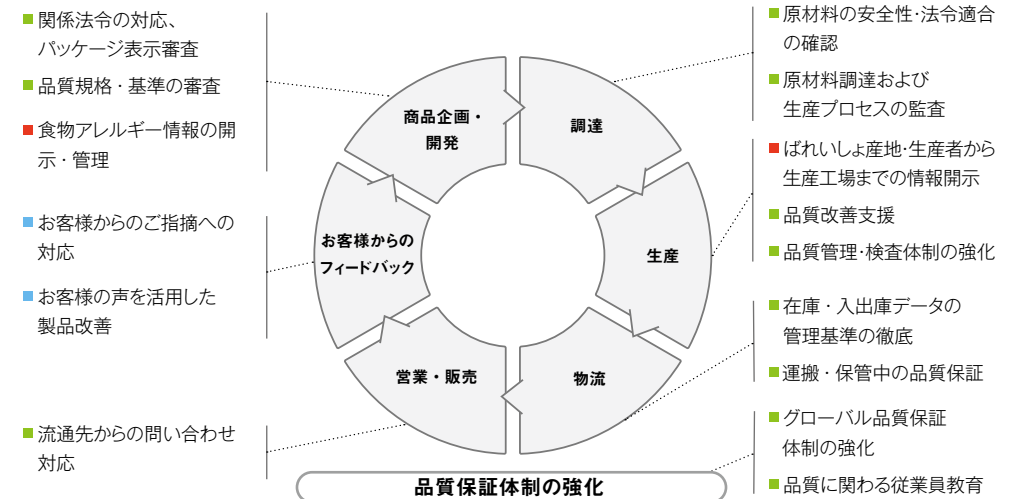 関係法令の対応、
パッケージ表示審査
品質規格・基準の審査
食物アレルギー情報の開
示・管理
お客様からのご指摘への
対応
お客様の声を活用した
製品改善
流通先からの問い合わせ
対応
商品企画・
開発
調達
生産
物流
営業・販売
お客様からの
フィードバック
品質保証体制の強化
原材料の安全性・法令適合
の確認
原材料調達および
生産プロセスの監査
ばれいしょ産地・生産者から
生産工場までの情報開示
品質改善支援
品質管理・検査体制の強化
在庫・入出庫データの
管理基準の徹底
運搬・保管中の品質保証
グローバル品質保証
体制の強化
品質に関わる従業員教育